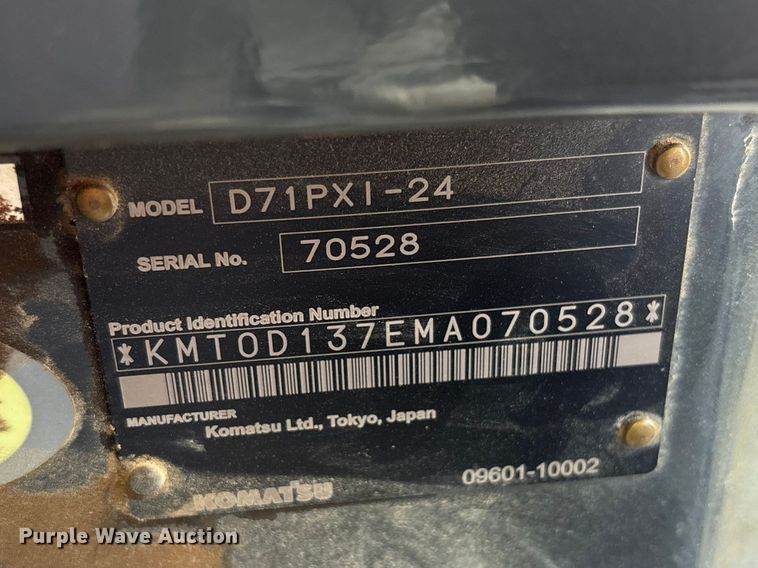 MODEL D71PXI-24
SERIAL No. 70528
Product Identification Number
*KMT0D137EMA070528*
MANUFACTURER
Komatsu Ltd., Tokyo, Japan
09601-10002
KOMATSU
Purple Wave Auction